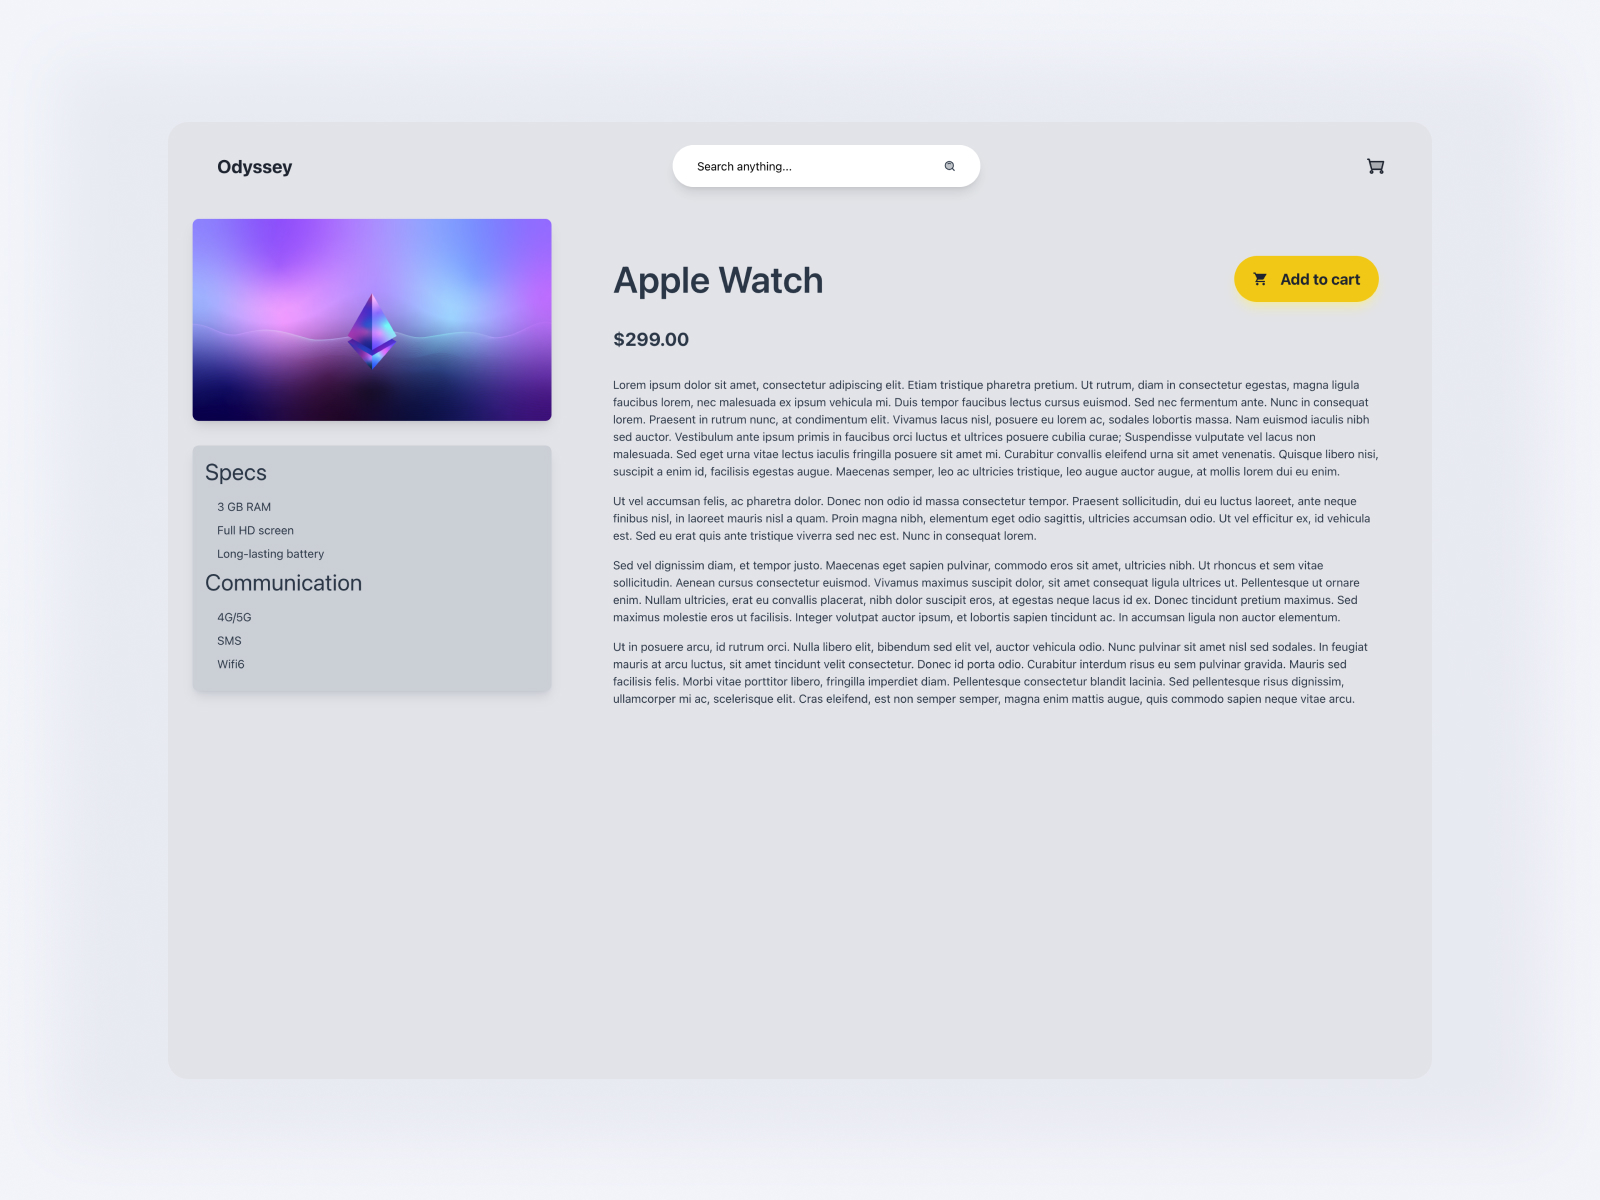 Odyssey
Search anything...
Apple Watch
Add to cart
$299.00
Lorem ipsum dolor sit amet, consectetur adipiscing elit. Etiam tristique pharetra pretium. Ut rutrum, diam in consectetur egestas, magna ligula
faucibus lorem, nec malesuada ex ipsum vehicula mi. Duis tempor faucibus lectus cursus euismod. Sed nec fermentum ante. Nunc in consequat
lorem. Praesent in rutrum nunc, at condimentum elit. Vivamus lacus nisl, posuere eu lorem ac, sodales lobortis massa. Nam euismod iaculis nibh
sed auctor. Vestibulum ante ipsum primis in faucibus orci luctus et ultrices posuere cubilia curae; Suspendisse vulputate vel lacus non
malesuada. Sed eget urna vitae lectus iaculis fringilla posuere sit amet mi. Curabitur convallis eleifend urna sit amet venenatis. Quisque libero nisi,
suscipit a enim id, facilisis egestas augue. Maecenas semper, leo ac ultricies tristique, leo augue auctor augue, at mollis lorem dui eu enim.
Ut vel accumsan felis, ac pharetra dolor. Donec non odio id massa consectetur tempor. Praesent sollicitudin, dui eu luctus laoreet, ante neque
finibus nisl, in laoreet mauris nisl a quam. Proin magna nibh, elementum eget odio sagittis, ultricies accumsan odio. Ut vel efficitur ex, id vehicula
est. Sed eu erat quis ante tristique viverra sed nec est. Nunc in consequat lorem.
Sed vel dignissim diam, et tempor justo. Maecenas eget sapien pulvinar, commodo eros sit amet, ultricies nibh. Ut rhoncus et sem vitae
sollicitudin. Aenean cursus consectetur euismod. Vivamus maximus suscipit dolor, sit amet consequat ligula ultrices ut. Pellentesque ut ornare
enim. Nullam ultricies, erat eu convallis placerat, nibh dolor suscipit eros, at egestas neque lacus id ex. Donec tincidunt pretium maximus. Sed
maximus molestie eros ut facilisis. Integer volutpat auctor ipsum, et lobortis sapien tincidunt ac. In accumsan ligula non auctor elementum.
Ut in posuere arcu, id rutrum orci. Nulla libero elit, bibendum sed elit vel, auctor vehicula odio. Nunc pulvinar sit amet nisl sed sodales. In feugiat
mauris at arcu luctus, sit amet tincidunt velit consectetur. Donec id porta odio. Curabitur interdum risus eu sem pulvinar gravida. Mauris sed
facilisis felis. Morbi vitae porttitor libero, fringilla imperdiet diam. Pellentesque consectetur blandit lacinia. Sed pellentesque risus dignissim,
ullamcorper mi ac, scelerisque elit. Cras eleifend, est non semper semper, magna enim mattis augue, quis commodo sapien neque vitae arcu.
Specs
3 GB RAM
Full HD screen
Long-lasting battery
Communication
4G/5G
SMS
Wifi6